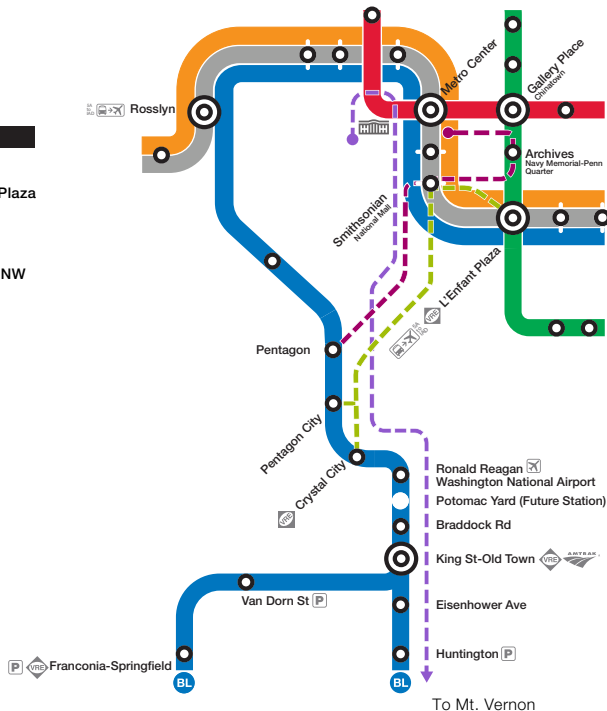 Metro Center
Gallery Place
Chinatown
Rosslyn
Archives
Navy Memorial-Penn
Quarter
Plaza
Smithsonian
National Mall
NW
L'Enfant Plaza
VRE
Pentagon
Pentagon City
Crystal City
VRE
Ronald Reagan
Washington National Airport
Potomac Yard (Future Station)
Braddock Rd
King St-Old Town VRE AMTRAK
Van Dorn St P
Eisenhower Ave
P VRE Franconia-Springfield
Huntington P
BL
BL
To Mt. Vernon